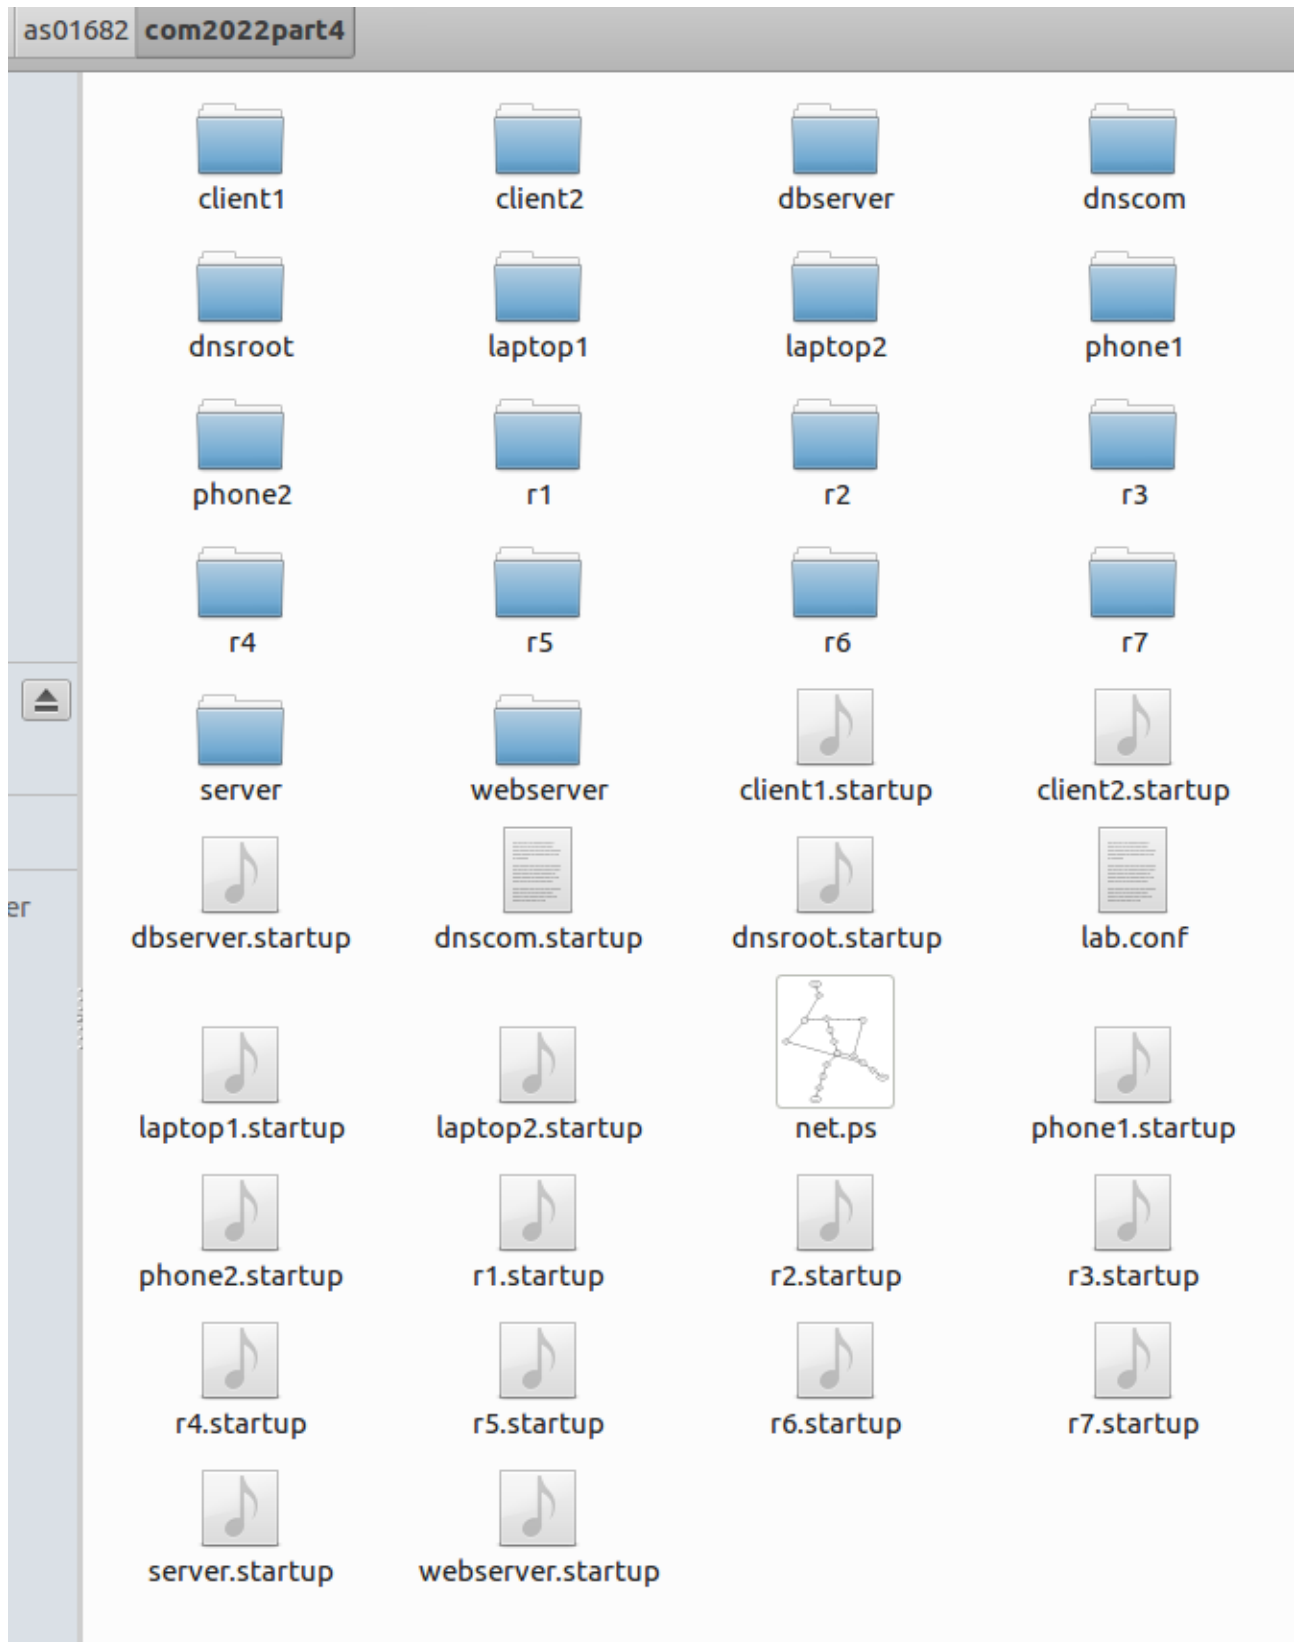 as01682 com2022part4
client1 client2 dbserver dnscom
dnsroot laptop1 laptop2 phone1
phone2 r1 r2 r3
r4 r5 r6 r7
server webserver client1.startup client2.startup
er
dbserver.startup dnscom.startup dnsroot.startup lab.conf
laptop1.startup laptop2.startup net.ps phone1.startup
phone2.startup r1.startup r2.startup r3.startup
r4.startup r5.startup r6.startup r7.startup
server.startup webserver.startup